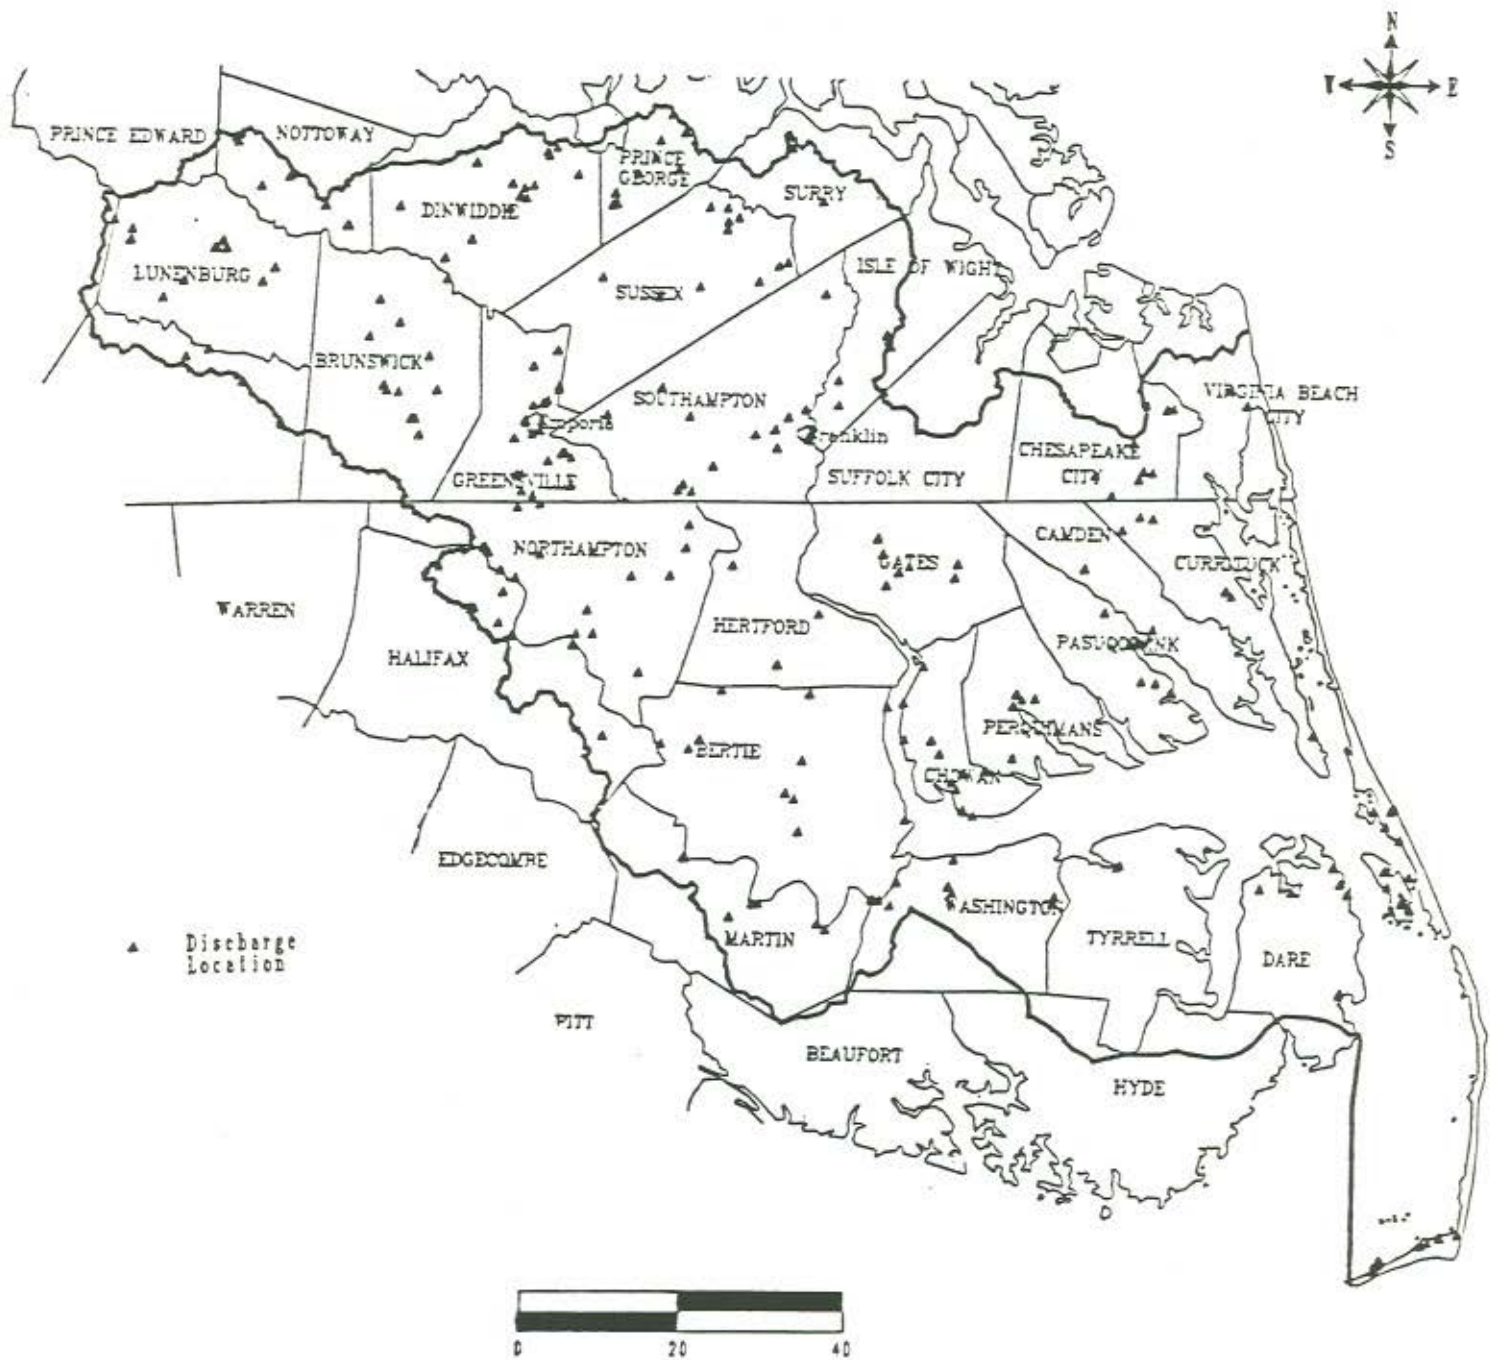 N
W
E
S
PRINCE EDWARD
NOTTOWAY
PRINCE
GEORGE
SURRY
DINWIDDIE
LUNENBURG
SUSSEX
ISLE OF WIGHT
BRUNSWICK
SOUTHAMPTON
VIRGINIA BEACH
CITY
Emporia
Franklin
CHESAPEAKE
CITY
GREENSVILLE
SUFFOLK CITY
NORTHAMPTON
CAMDEN
GATES
CURRITUCK
WARREN
HERTFORD
HALIFAX
PASUQOTANK
PERQUIMANS
BERTIE
CHOWAN
EDGECOMBE
WASHINGTON
MARTIN
TYRRELL
DARE
Discharge
Location
PITT
BEAUFORT
HYDE
0 20 40